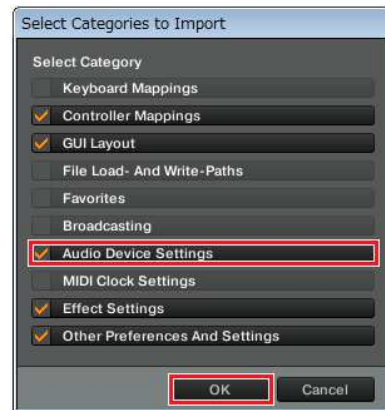 Select Categories to Import
Select Category
Keyboard Mappings
Controller Mappings
GUI Layout
File Load- And Write-Paths
Favorites
Broadcasting
Audio Device Settings
MIDI Clock Settings
Effect Settings
Other Preferences And Settings
OK Cancel